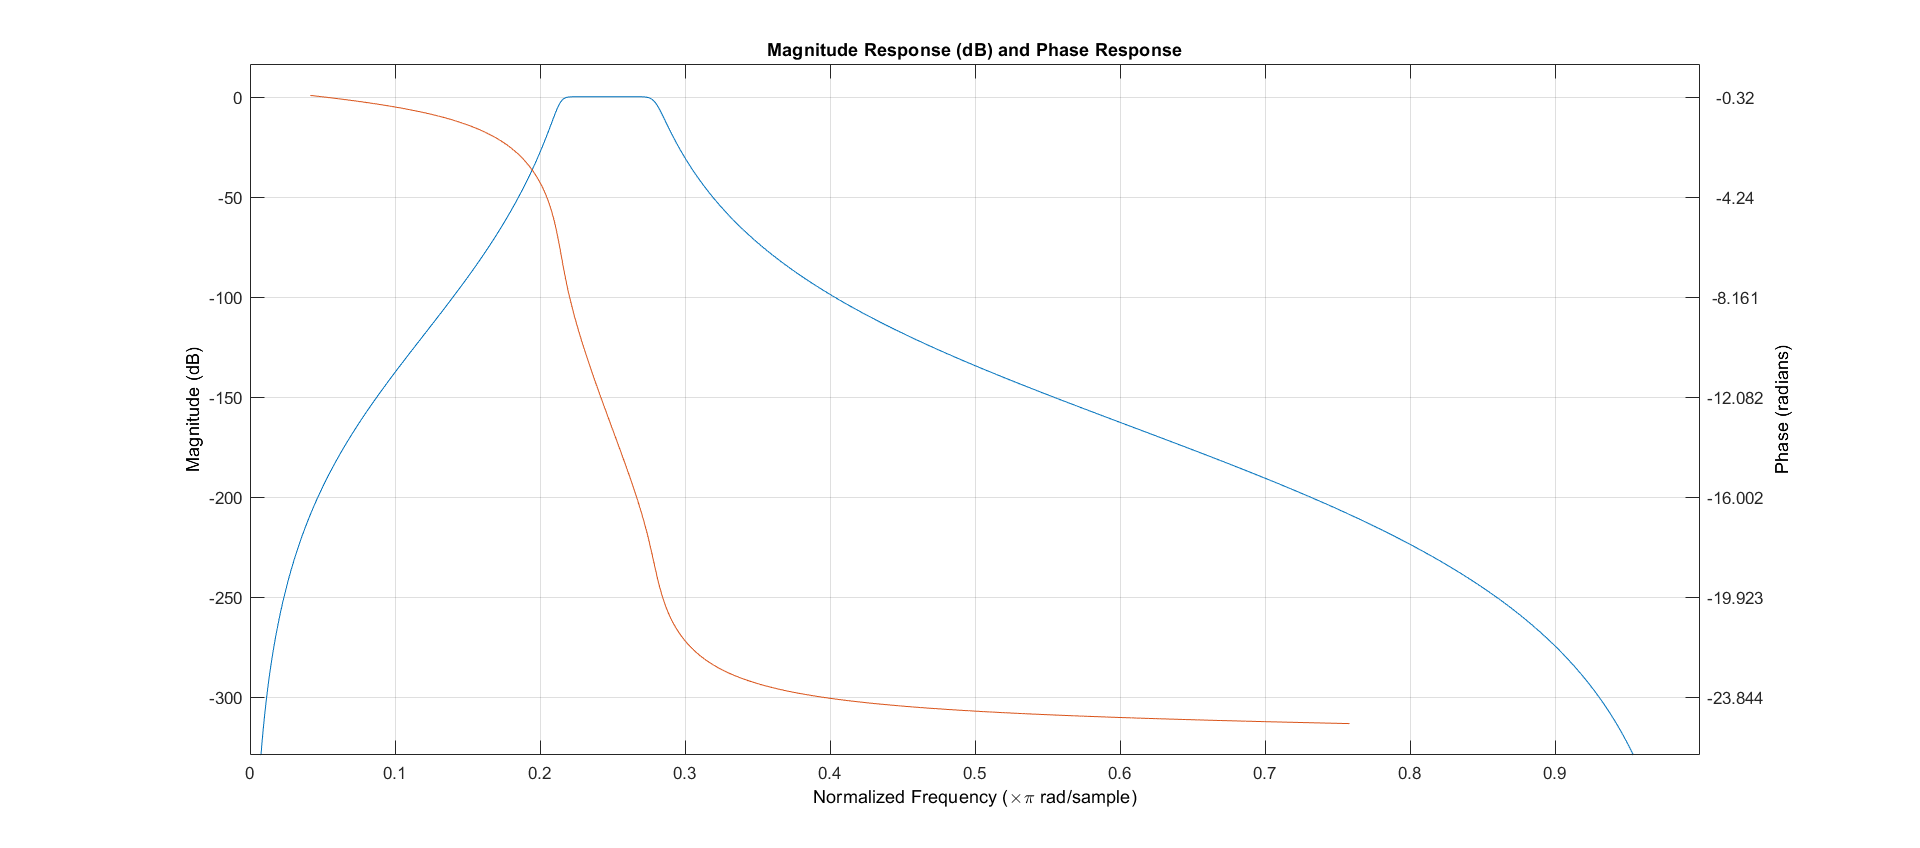 Magnitude Response (dB) and Phase Response
Magnitude (dB)
0
-50
-100
-150
-200
-250
-300
-0.32
-4.24
-8.161
-12.082
-16.002
-19.923
-23.844
Phase (radians)
0 0.1 0.2 0.3 0.4 0.5 0.6 0.7 0.8 0.9
Normalized Frequency (×π rad/sample)